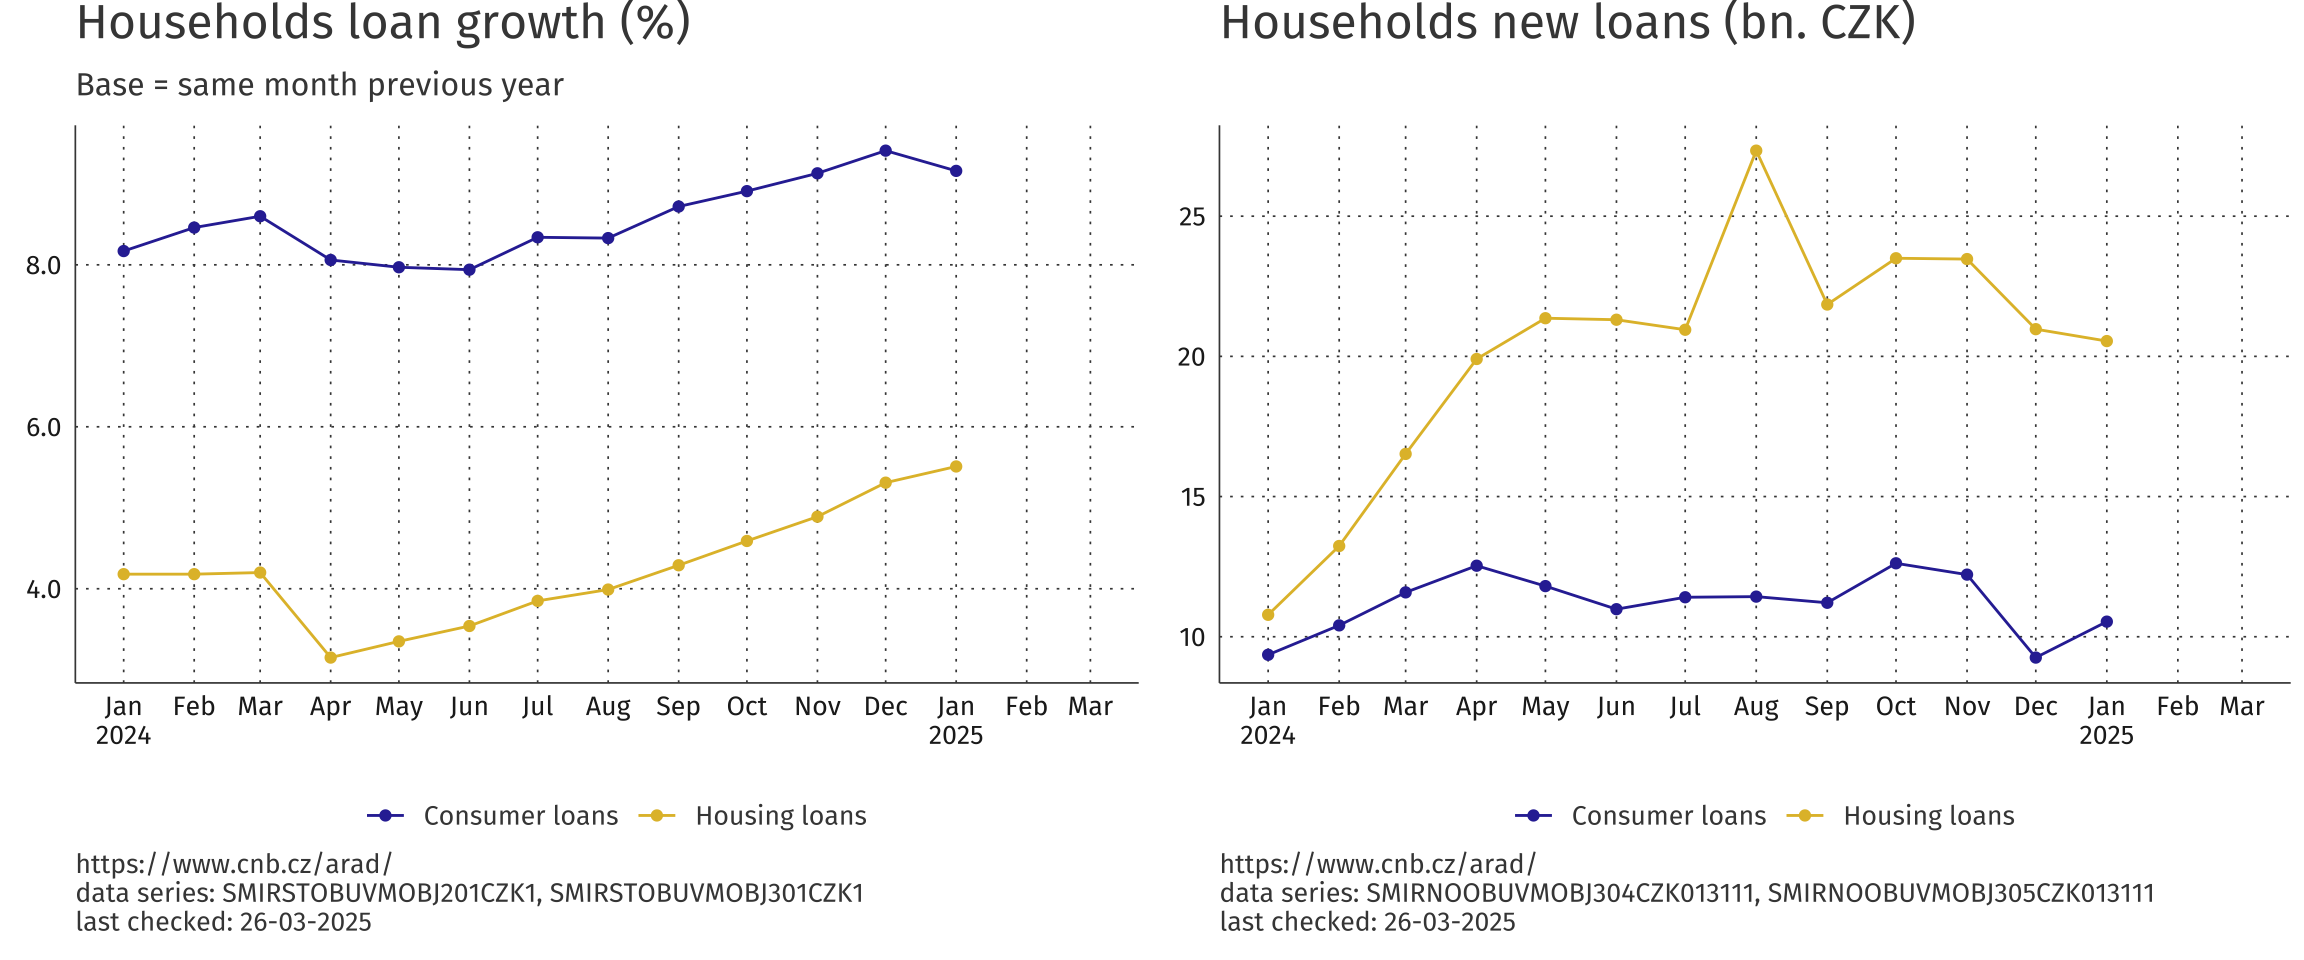 Households loan growth (%)
Base = same month previous year
8.0
6.0
4.0
Jan Feb Mar Apr May Jun Jul Aug Sep Oct Nov Dec Jan Feb Mar
2024 2025
Consumer loans Housing loans
https://www.cnb.cz/arad/
data series: SMIRSTOBUVMOBJ201CZK1, SMIRSTOBUVMOBJ301CZK1
last checked: 26-03-2025
Households new loans (bn. CZK)
25
20
15
10
Jan Feb Mar Apr May Jun Jul Aug Sep Oct Nov Dec Jan Feb Mar
2024 2025
Consumer loans Housing loans
https://www.cnb.cz/arad/
data series: SMIRNOOBUVMOBJ304CZK013111, SMIRNOOBUVMOBJ305CZK013111
last checked: 26-03-2025